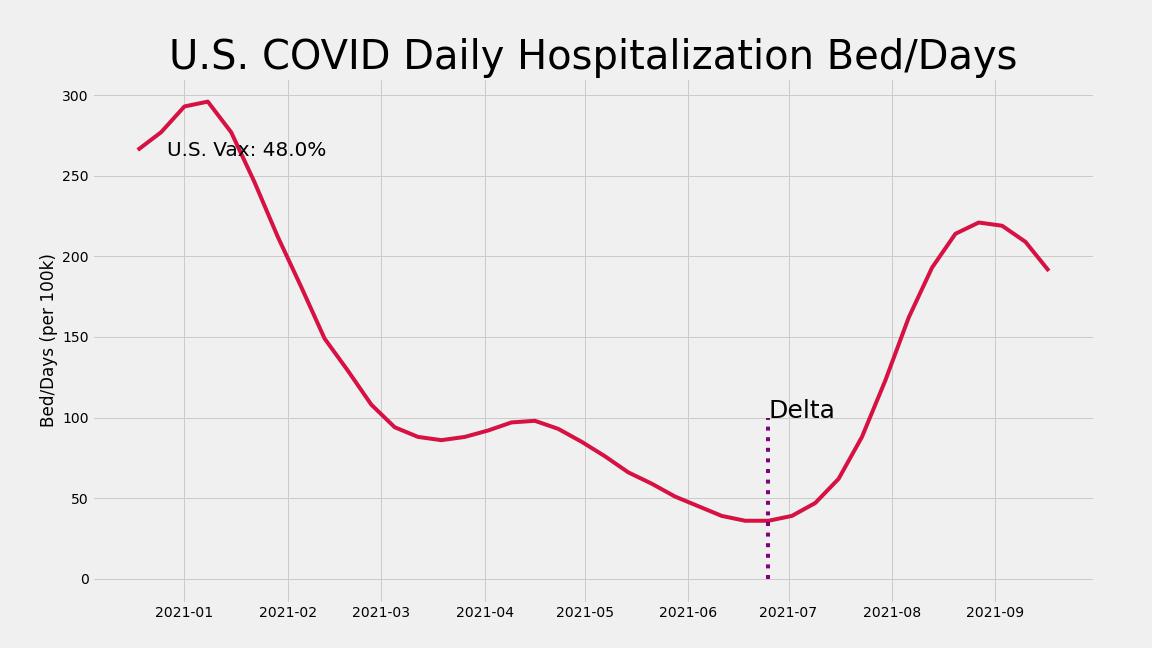 U.S. COVID Daily Hospitalization Bed/Days
300
U.S. Vax: 48.0%
250
200
Bed/Days (per 100k)
150
100
Delta
50
0
2021-01 2021-02 2021-03 2021-04 2021-05 2021-06 2021-07 2021-08 2021-09